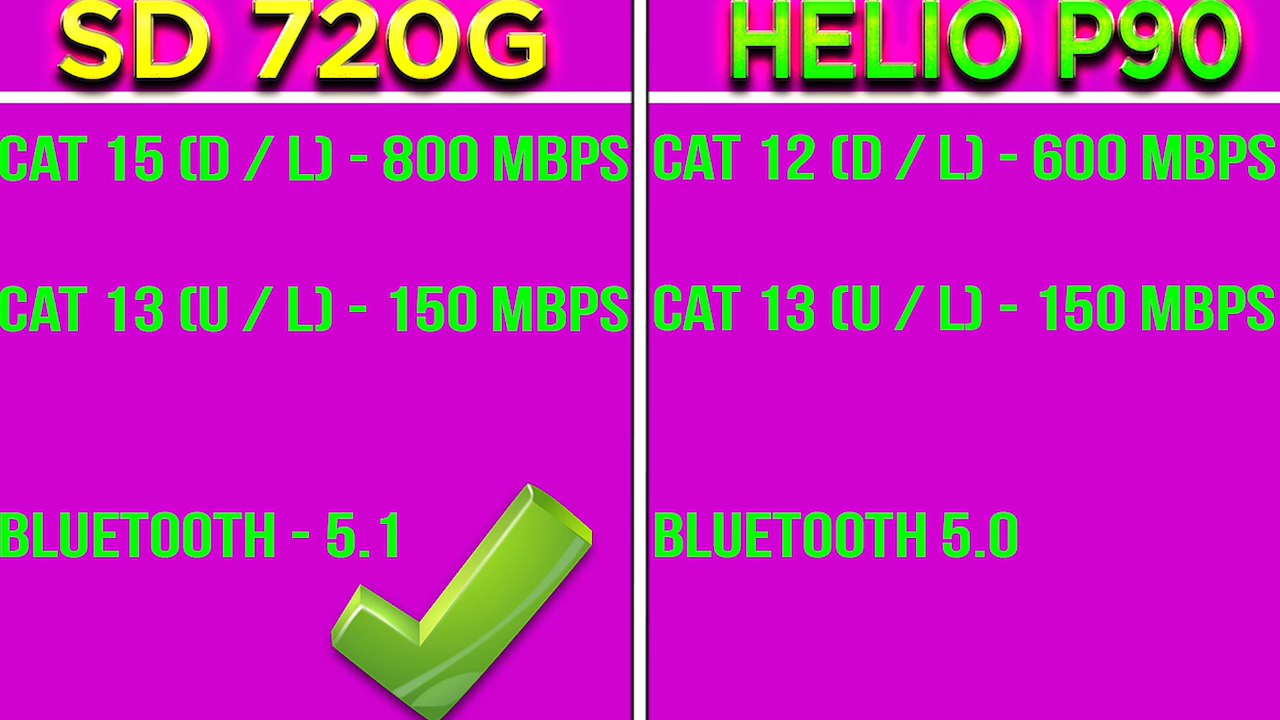 SD 720G
CAT 15 (D / L) - 800 MBPS
CAT 13 (U / L) - 150 MBPS
BLUETOOTH - 5.1
HELIO P90
CAT 12 (D / L) - 600 MBPS
CAT 13 (U / L) - 150 MBPS
BLUETOOTH 5.0